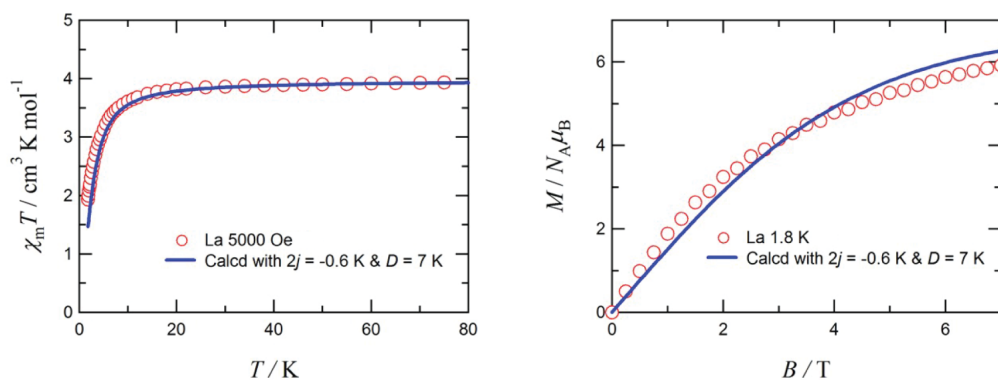 5
4
3
2
1
0
χmT / cm³ K mol⁻¹
La 5000 Oe
Calcd with 2j = -0.6 K & D = 7 K
0 20 40 60 80
T / K
6
4
2
0
M / NAμB
La 1.8 K
Calcd with 2j = -0.6 K & D = 7 K
0 2 4 6
B / T